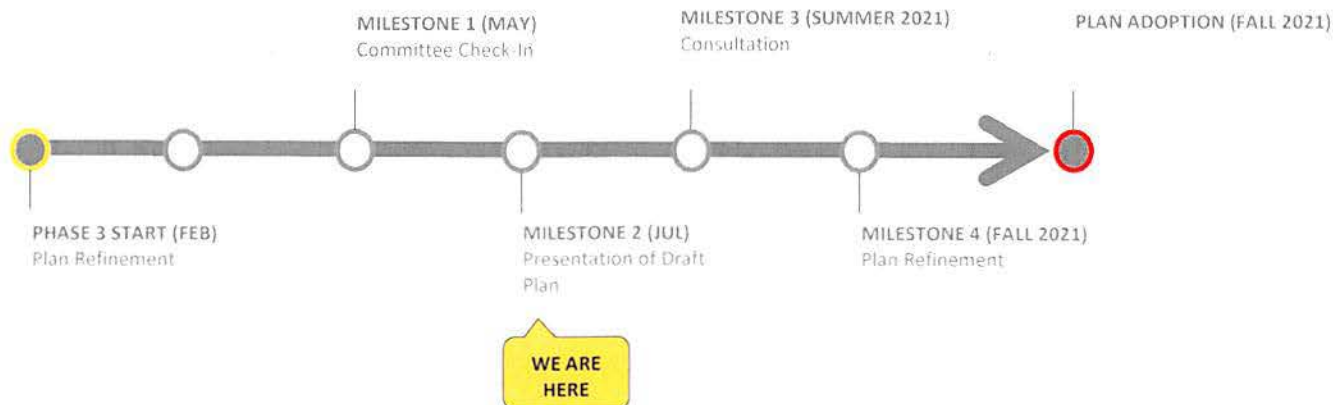 MILESTONE 1 (MAY)
Committee Check-In
MILESTONE 3 (SUMMER 2021)
Consultation
PLAN ADOPTION (FALL 2021)
PHASE 3 START (FEB)
Plan Refinement
MILESTONE 2 (JUL)
Presentation of Draft
Plan
MILESTONE 4 (FALL 2021)
Plan Refinement
WE ARE
HERE